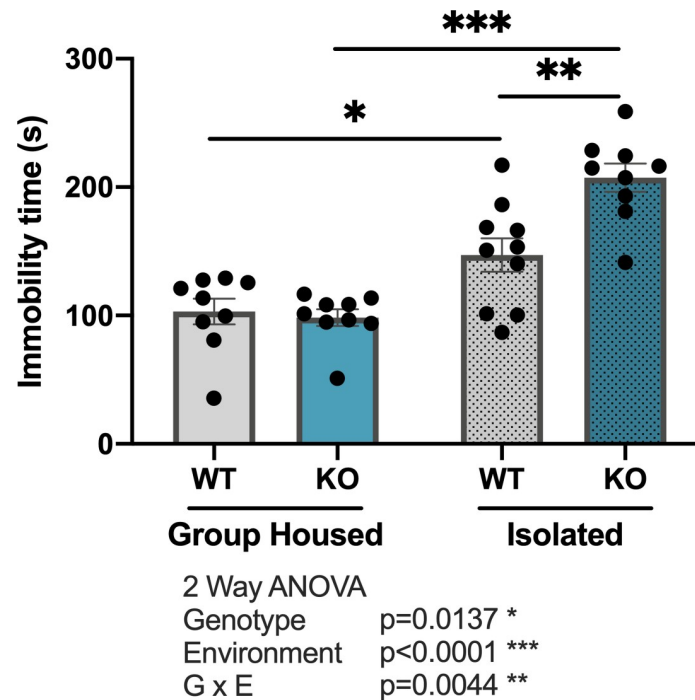 ***
300
**
*
Immobility time (s)
200
100
0
WT KO WT KO
Group Housed Isolated
2 Way ANOVA
Genotype p=0.0137 *
Environment p<0.0001 ***
G x E p=0.0044 **